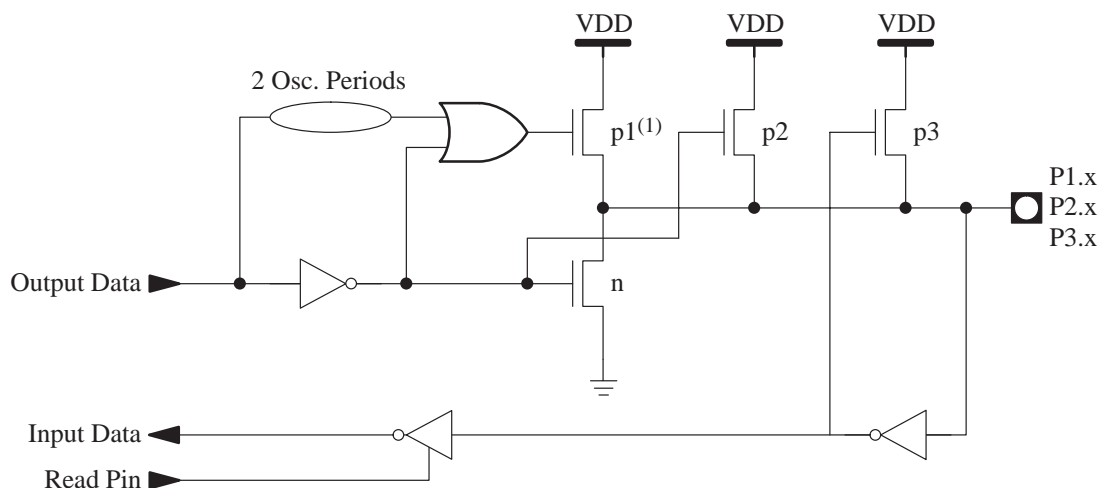 VDD
VDD
VDD
2 Osc. Periods
p1(1)
p2
p3
P1.x
P2.x
P3.x
Output Data
n
Input Data
Read Pin